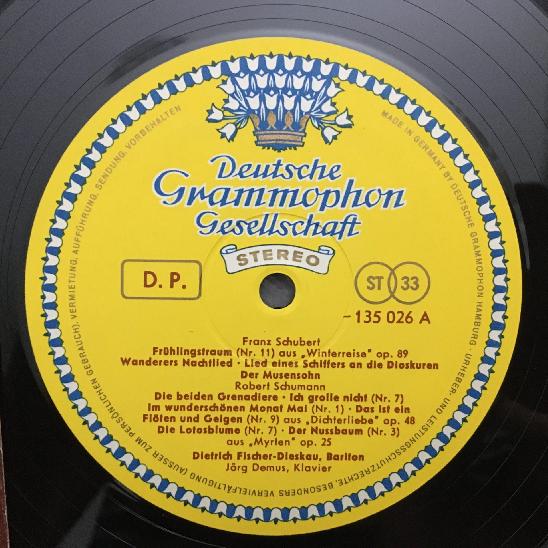 Deutsche
Grammophon
Gesellschaft
STEREO
D. P.
ST 33
135 026 A
Franz Schubert
Frühlingstraum (Nr. 11) aus „Winterreise" op. 89
Wanderers Nachtlied · Lied eines Schiffers an die Dioskuren
Der Musensohn
Robert Schumann
Die beiden Grenadiere · Ich grolle nicht (Nr. 7)
Im wunderschönen Monat Mai (Nr. 1) · Das ist ein
Flöten und Geigen (Nr. 9) aus „Dichterliebe" op. 48
Die Lotosblume (Nr. 7) · Der Nussbaum (Nr. 3)
aus „Myrten" op. 25
Dietrich Fischer-Dieskau, Bariton
Jörg Demus, Klavier
MADE IN GERMANY BY DEUTSCHE GRAMMOPHON HAMBURG · URHEBER- UND LEISTUNGSSCHUTZRECHTE, BESONDERS VERVIELFÄLTIGUNG (AUSSER ZUM PERSÖNLICHEN GEBRAUCH), VERMIETUNG, AUFFÜHRUNG, SENDUNG, VORBEHALTEN